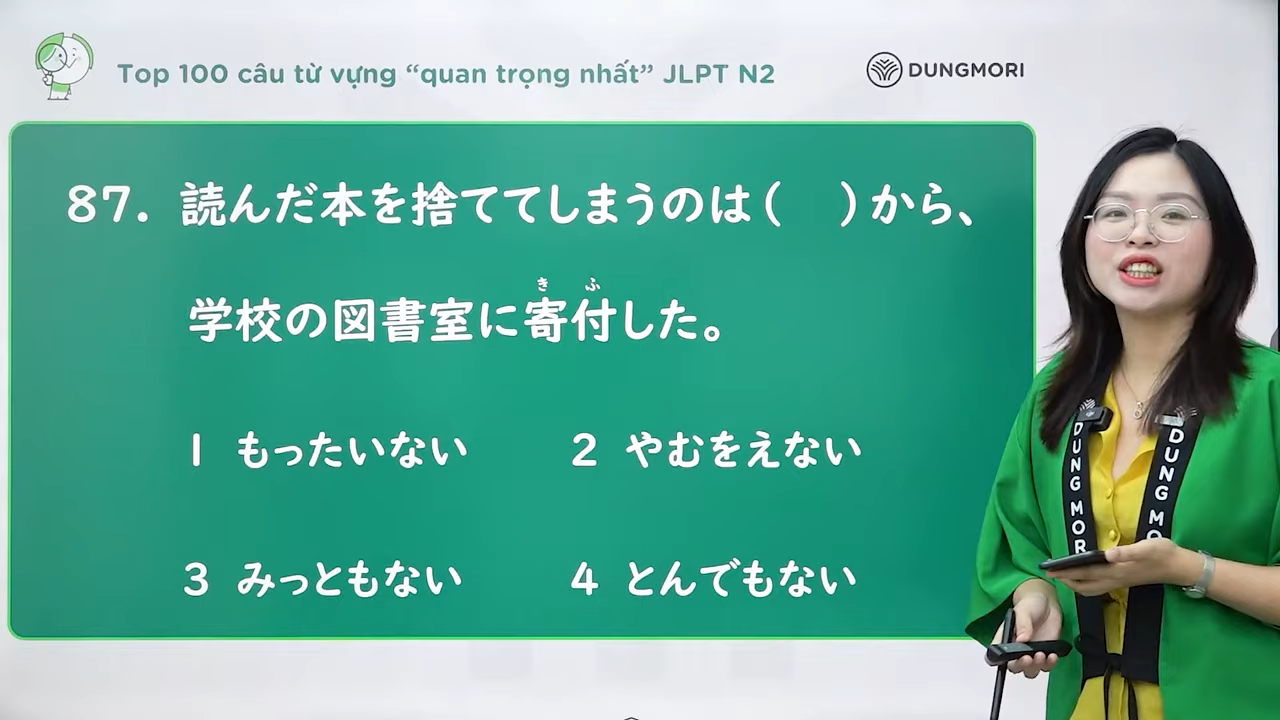 Top 100 câu từ vựng “quan trọng nhất” JLPT N2
DUNGMORI
87. 読んだ本を捨ててしまうのは(　)から、
きふ
学校の図書室に寄付した。
1 もったいない
2 やむをえない
3 みっともない
4 とんでもない
DUNG MOR
DUNG MO